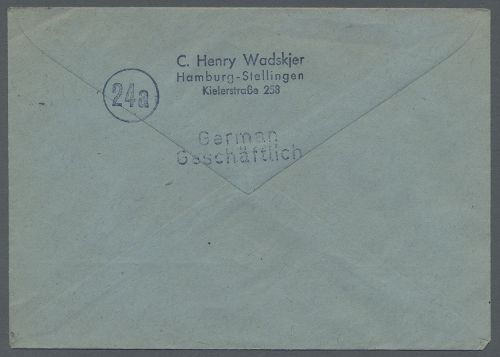 C. Henry Wadskjer
Hamburg-Stellingen
Kielerstraße 258
24a
German
Geschäftlich